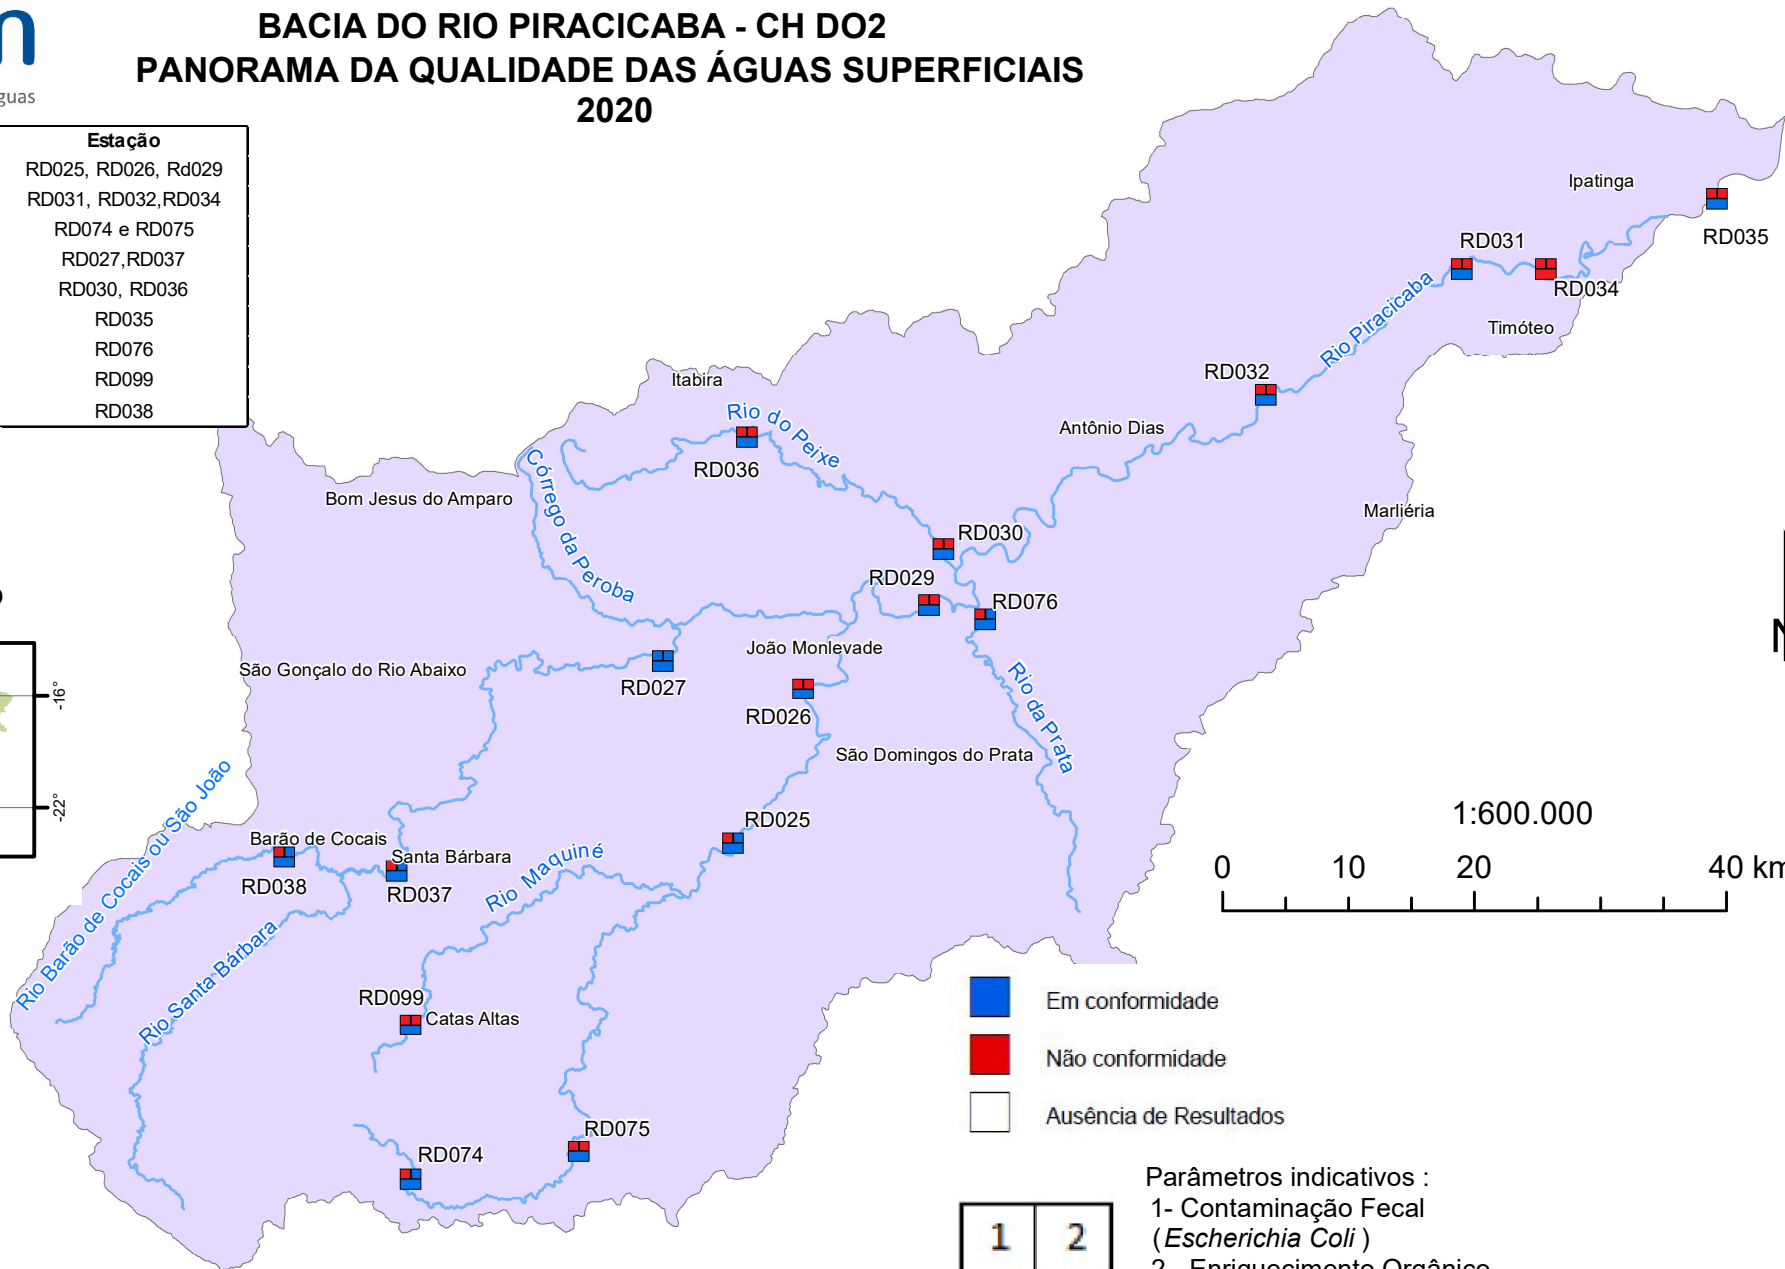 BACIA DO RIO PIRACICABA - CH DO2
PANORAMA DA QUALIDADE DAS ÁGUAS SUPERFICIAIS
2020
Estação
RD025, RD026, Rd029
RD031, RD032,RD034
RD074 e RD075
RD027,RD037
RD030, RD036
RD035
RD076
RD099
RD038
Ipatinga
RD035
RD031
RD034
Rio Piracicaba
Timóteo
RD032
Itabira
Rio do Peixe
Antônio Dias
RD036
Córrego da Peroba
Bom Jesus do Amparo
Marliéria
RD030
RD029
RD076
João Monlevade
São Gonçalo do Rio Abaixo
RD027
Rio da Prata
-16°
RD026
São Domingos do Prata
-22°
Rio Barão de Cocais ou São João
1:600.000
RD025
Barão de Cocais
Santa Bárbara
Rio Maquiné
0 10 20 40 km
RD038
RD037
Rio Santa Bárbara
RD099
Catas Altas
Em conformidade
Não conformidade
Ausência de Resultados
RD075
RD074
Parâmetros indicativos :
1 2
1- Contaminação Fecal
(Escherichia Coli )
2 - Enriquecimento Orgânico